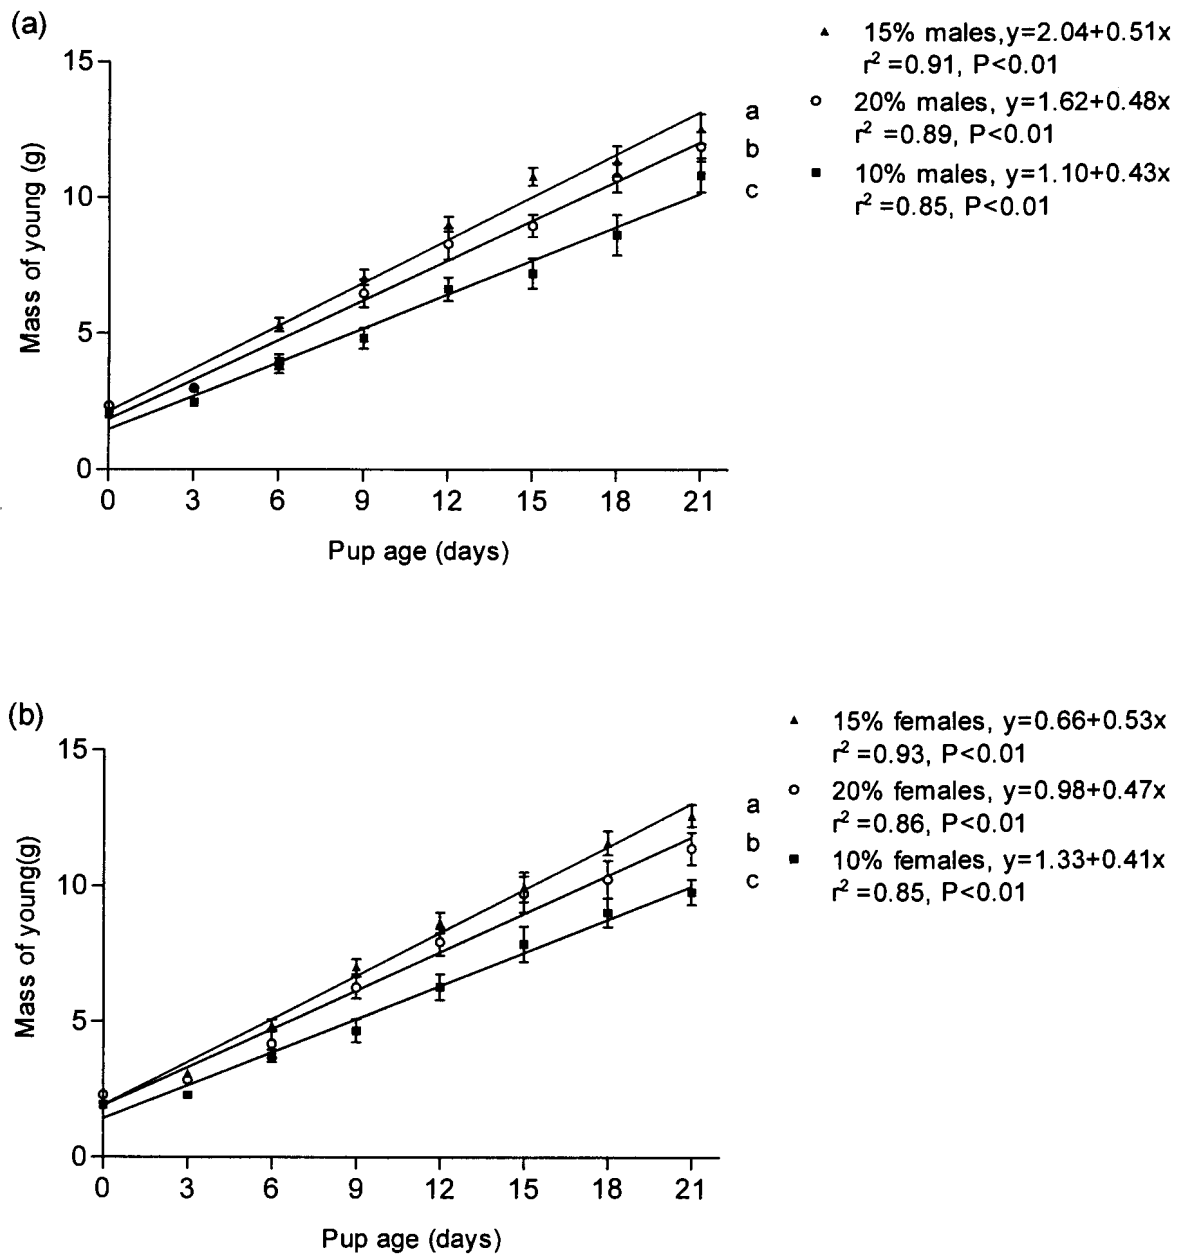 (a)
▲ 15% males,y=2.04+0.51x
r² =0.91, P<0.01
○ 20% males, y=1.62+0.48x
r² =0.89, P<0.01
■ 10% males, y=1.10+0.43x
r² =0.85, P<0.01
a
b
c
15
10
5
0
Mass of young (g)
0 3 6 9 12 15 18 21
Pup age (days)
(b)
▲ 15% females, y=0.66+0.53x
r² =0.93, P<0.01
○ 20% females, y=0.98+0.47x
r² =0.86, P<0.01
■ 10% females, y=1.33+0.41x
r² =0.85, P<0.01
a
b
c
15
10
5
0
Mass of young(g)
0 3 6 9 12 15 18 21
Pup age (days)